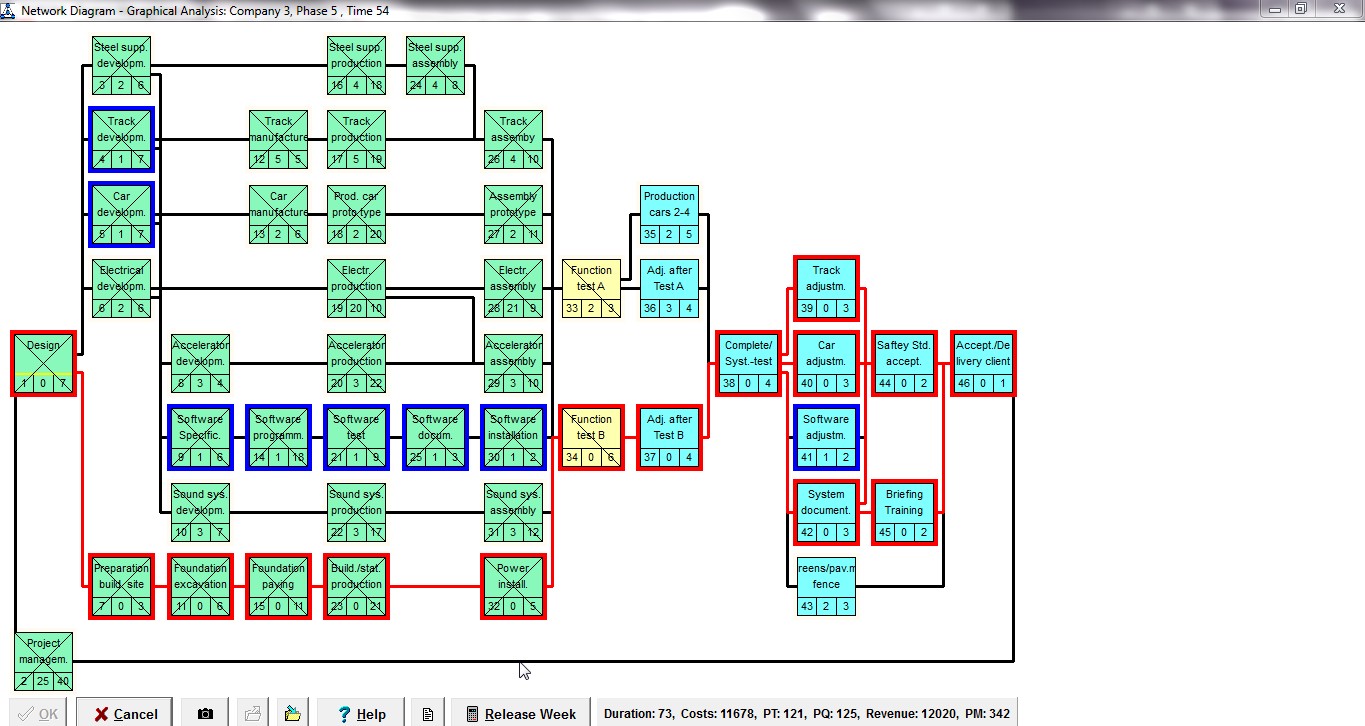 Network Diagram - Graphical Analysis: Company 3, Phase 5 , Time 54
Steel supp.
developm.
3 2 6
Steel supp.
production
16 4 18
Steel supp.
assembly
24 4 8
Track
developm.
4 1 7
Track
manufacture
12 5 5
Track
production
17 5 19
Track
assemby
26 4 10
Car
developm.
5 1 7
Car
manufacture
13 2 6
Prod. car
proto.type
18 2 20
Assembly
prototype
27 2 11
Production
cars 2-4
35 2 5
Electrical
developm.
6 2 6
Electr.
production
19 20 10
Electr.
assembly
28 21 9
Function
test A
33 2 3
Adj. after
Test A
36 3 4
Track
adjustm.
39 0 3
Design
1 0 7
Accelerator
developm.
8 3 4
Accelerator
production
20 3 22
Accelerator
assembly
29 3 10
Complete/
Syst.-test
38 0 4
Car
adjustm.
40 0 3
Saftey Std.
accept.
44 0 2
Accept./De
livery client
46 0 1
Software
Specific.
9 1 6
Software
programm.
14 1 18
Software
test
21 1 9
Software
docum.
25 1 3
Software
installation
30 1 2
Function
test B
34 0 6
Adj. after
Test B
37 0 4
Software
adjustm.
41 1 2
Sound sys.
developm.
10 3 7
Sound sys.
production
22 3 17
Sound sys.
assembly
31 3 12
System
document.
42 0 3
Briefing
Training
45 0 2
Preparation
build. site
7 0 3
Foundation
excavation
11 0 6
Foundation
paving
15 0 11
Build./stat.
production
23 0 21
Power
install.
32 0 5
reens/pav.m
fence
43 2 3
Project
managem.
2 25 40
OK Cancel Help Release Week Duration: 73, Costs: 11678, PT: 121, PQ: 125, Revenue: 12020, PM: 342